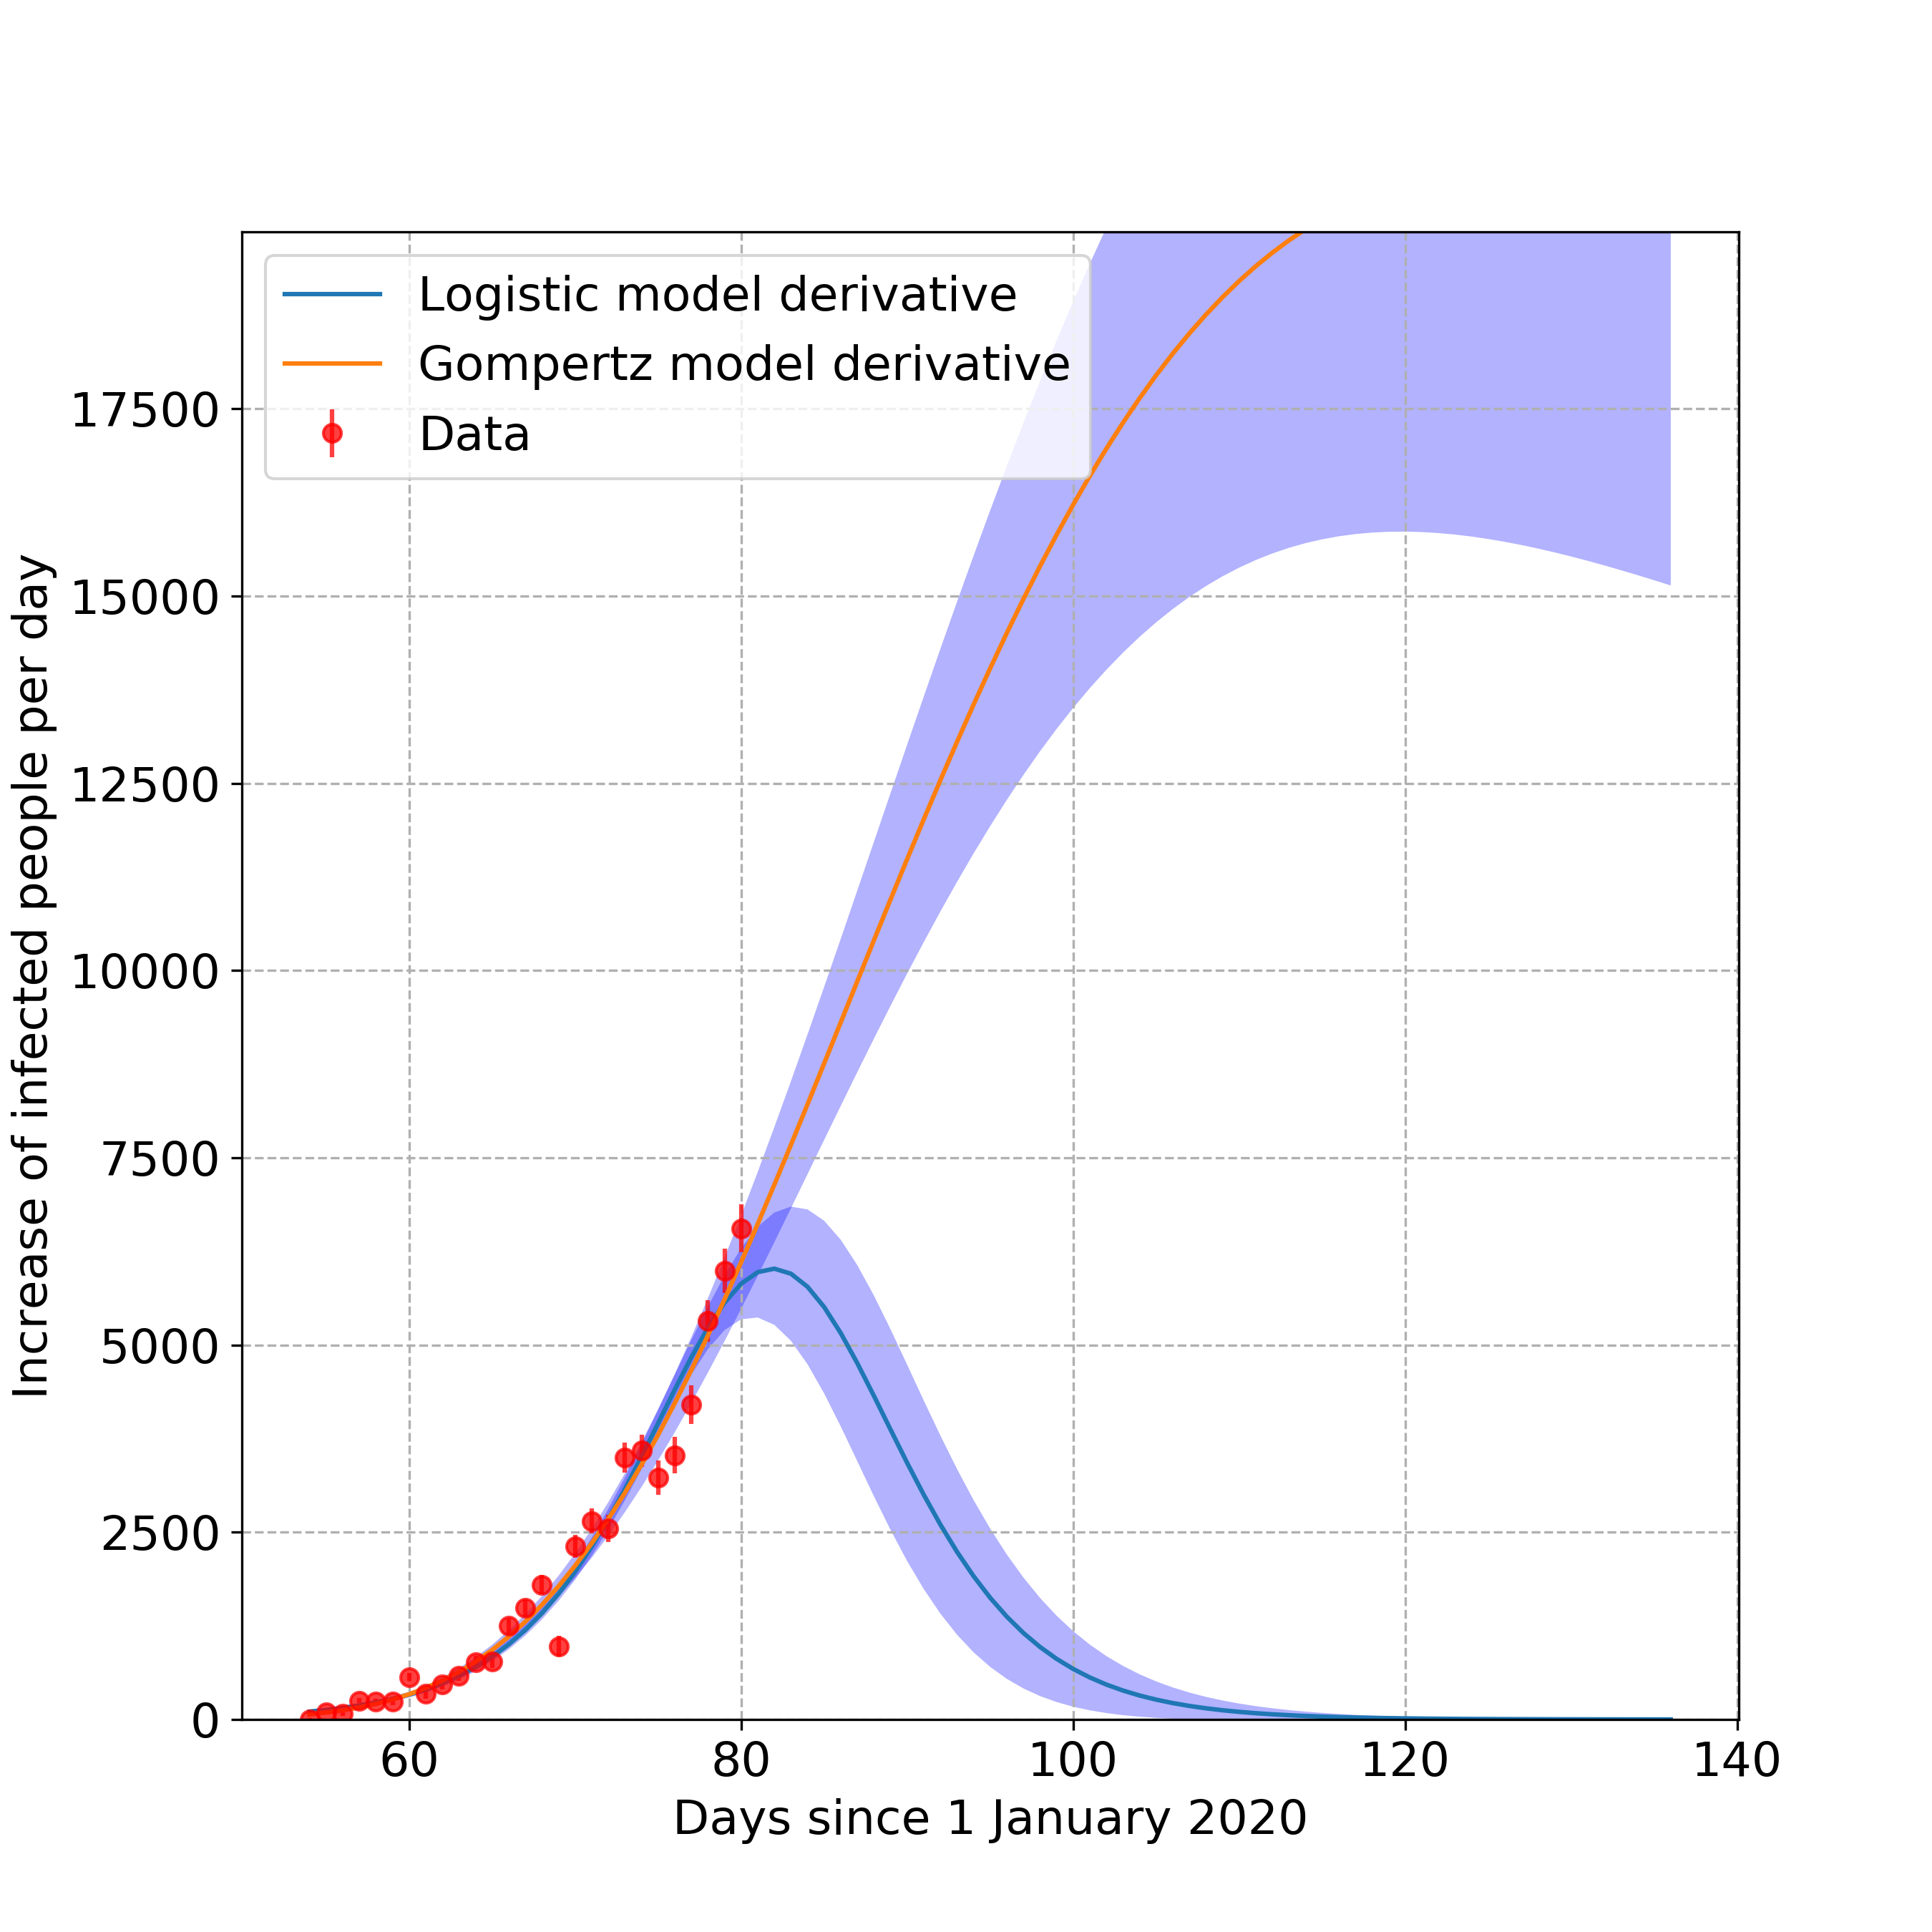 Logistic model derivative
Gompertz model derivative
Data
17500
15000
12500
10000
7500
5000
2500
0
Increase of infected people per day
60 80 100 120 140
Days since 1 January 2020